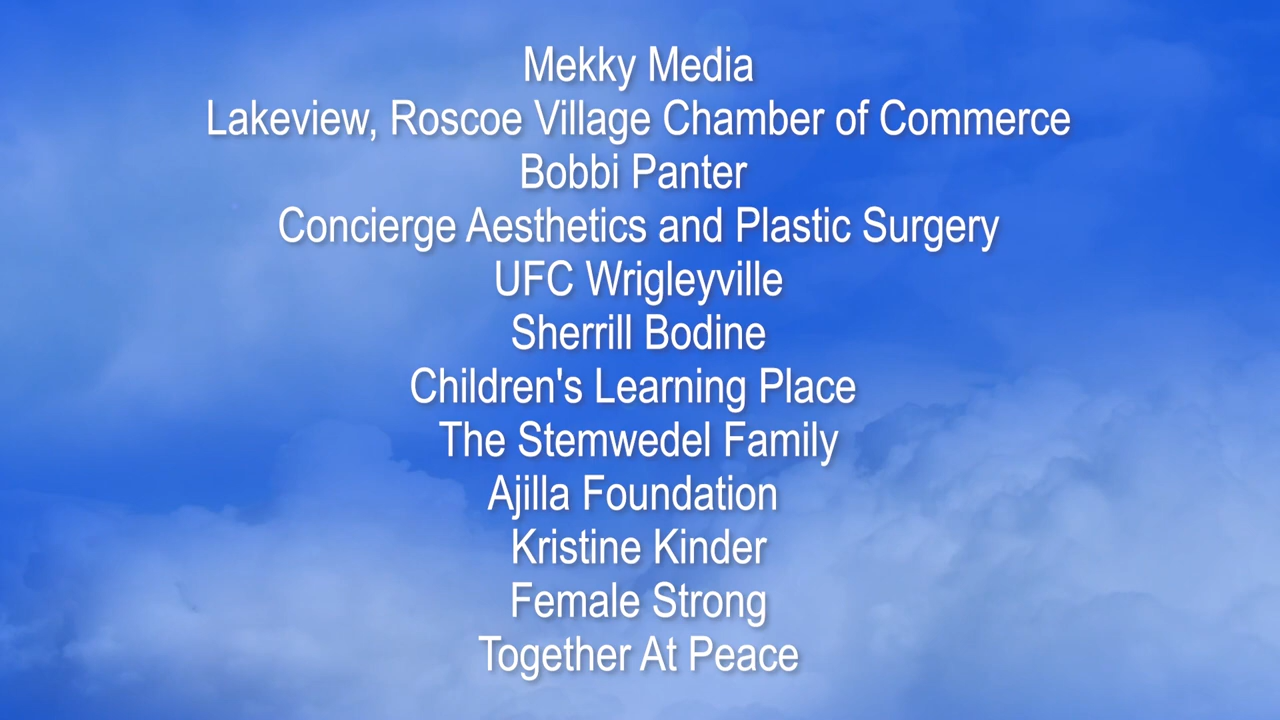 Mekky Media
Lakeview, Roscoe Village Chamber of Commerce
Bobbi Panter
Concierge Aesthetics and Plastic Surgery
UFC Wrigleyville
Sherrill Bodine
Children's Learning Place
The Stemwedel Family
Ajilla Foundation
Kristine Kinder
Female Strong
Together At Peace